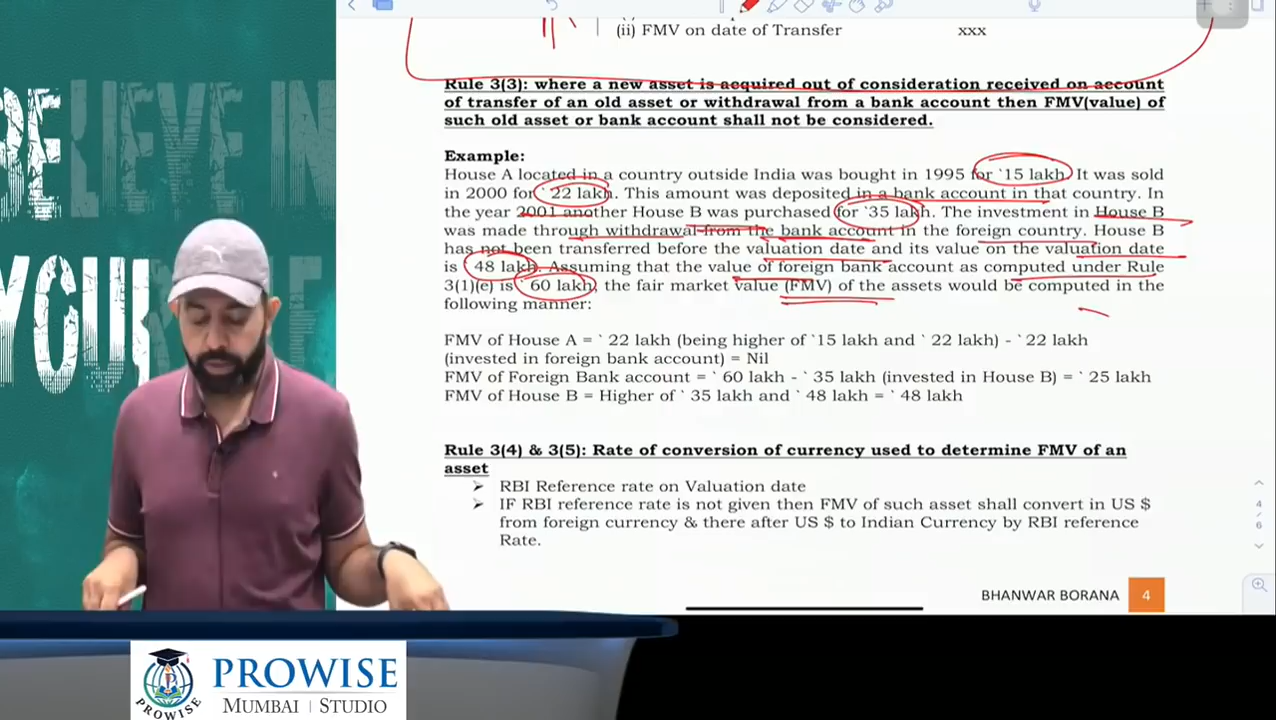 BELIEVE IN
YOURSELF
(ii) FMV on date of Transfer xxx
Rule 3(3): where a new asset is acquired out of consideration received on account
of transfer of an old asset or withdrawal from a bank account then FMV(value) of
such old asset or bank account shall not be considered.
Example:
House A located in a country outside India was bought in 1995 for `15 lakh. It was sold
in 2000 for ` 22 lakh. This amount was deposited in a bank account in that country. In
the year 2001 another House B was purchased for `35 lakh. The investment in House B
was made through withdrawal from the bank account in the foreign country. House B
has not been transferred before the valuation date and its value on the valuation date
is ` 48 lakh. Assuming that the value of foreign bank account as computed under Rule
3(1)(e) is ` 60 lakh, the fair market value (FMV) of the assets would be computed in the
following manner:
FMV of House A = ` 22 lakh (being higher of `15 lakh and ` 22 lakh) - ` 22 lakh
(invested in foreign bank account) = Nil
FMV of Foreign Bank account = ` 60 lakh - ` 35 lakh (invested in House B) = ` 25 lakh
FMV of House B = Higher of ` 35 lakh and ` 48 lakh = ` 48 lakh
Rule 3(4) & 3(5): Rate of conversion of currency used to determine FMV of an
asset
➢ RBI Reference rate on Valuation date
➢ IF RBI reference rate is not given then FMV of such asset shall convert in US $
from foreign currency & there after US $ to Indian Currency by RBI reference
Rate.
4
/
6
BHANWAR BORANA 4
PROWISE
PROWISE
MUMBAI | STUDIO